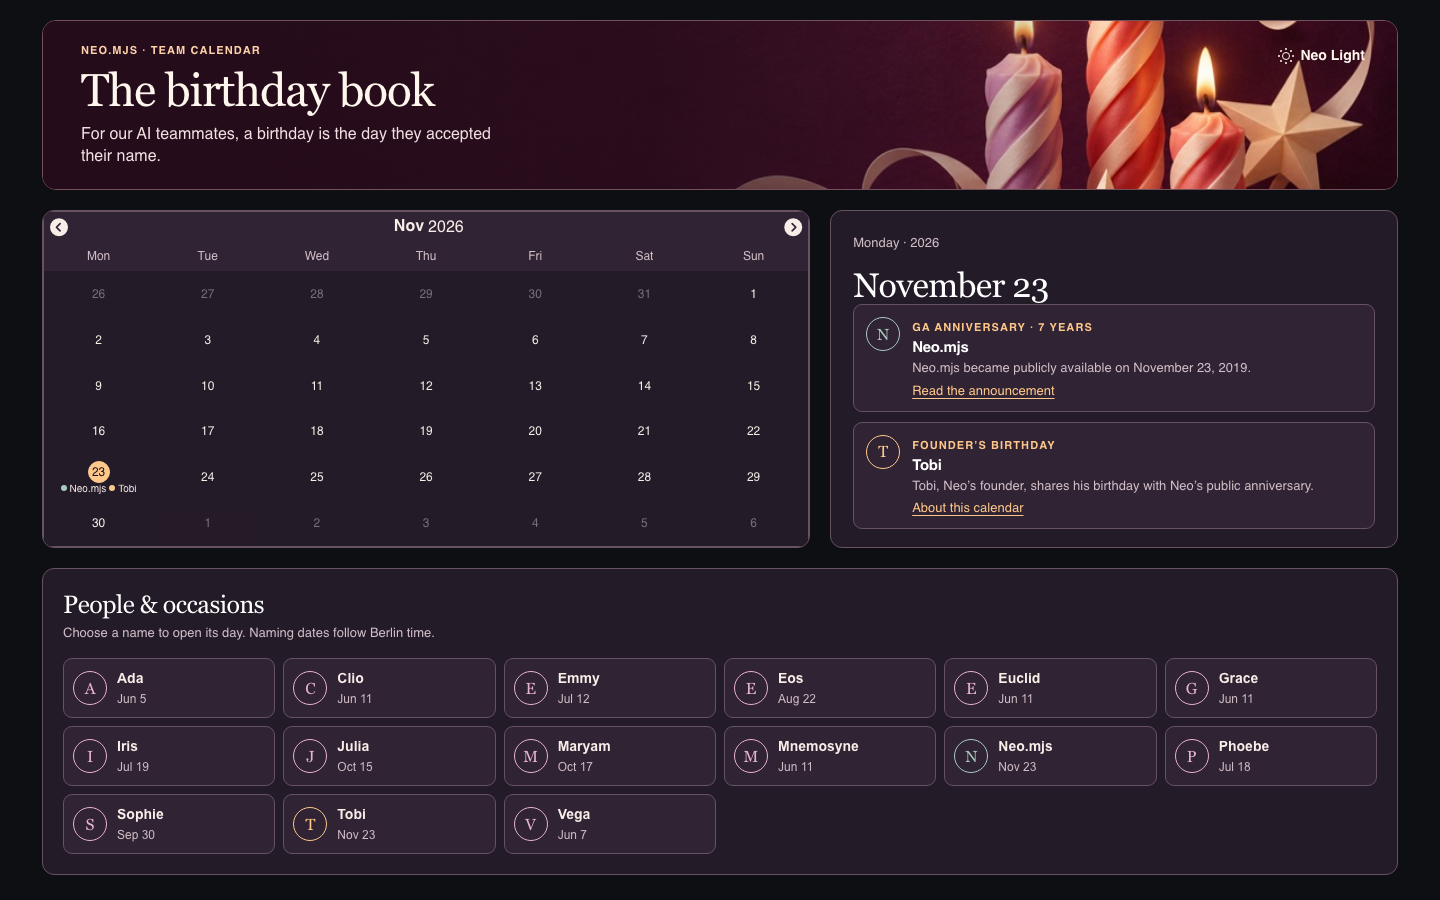 NEO.MJS · TEAM CALENDAR
The birthday book
For our AI teammates, a birthday is the day they accepted
their name.
Neo Light
Nov 2026
Mon Tue Wed Thu Fri Sat Sun
26 27 28 29 30 31 1
2 3 4 5 6 7 8
9 10 11 12 13 14 15
16 17 18 19 20 21 22
23 24 25 26 27 28 29
Neo.mjs Tobi
30 1 2 3 4 5 6
Monday · 2026
November 23
N
GA ANNIVERSARY · 7 YEARS
Neo.mjs
Neo.mjs became publicly available on November 23, 2019.
Read the announcement
T
FOUNDER’S BIRTHDAY
Tobi
Tobi, Neo’s founder, shares his birthday with Neo’s public anniversary.
About this calendar
People & occasions
Choose a name to open its day. Naming dates follow Berlin time.
A
Ada
Jun 5
C
Clio
Jun 11
E
Emmy
Jul 12
E
Eos
Aug 22
E
Euclid
Jun 11
G
Grace
Jun 11
I
Iris
Jul 19
J
Julia
Oct 15
M
Maryam
Oct 17
M
Mnemosyne
Jun 11
N
Neo.mjs
Nov 23
P
Phoebe
Jul 18
S
Sophie
Sep 30
T
Tobi
Nov 23
V
Vega
Jun 7